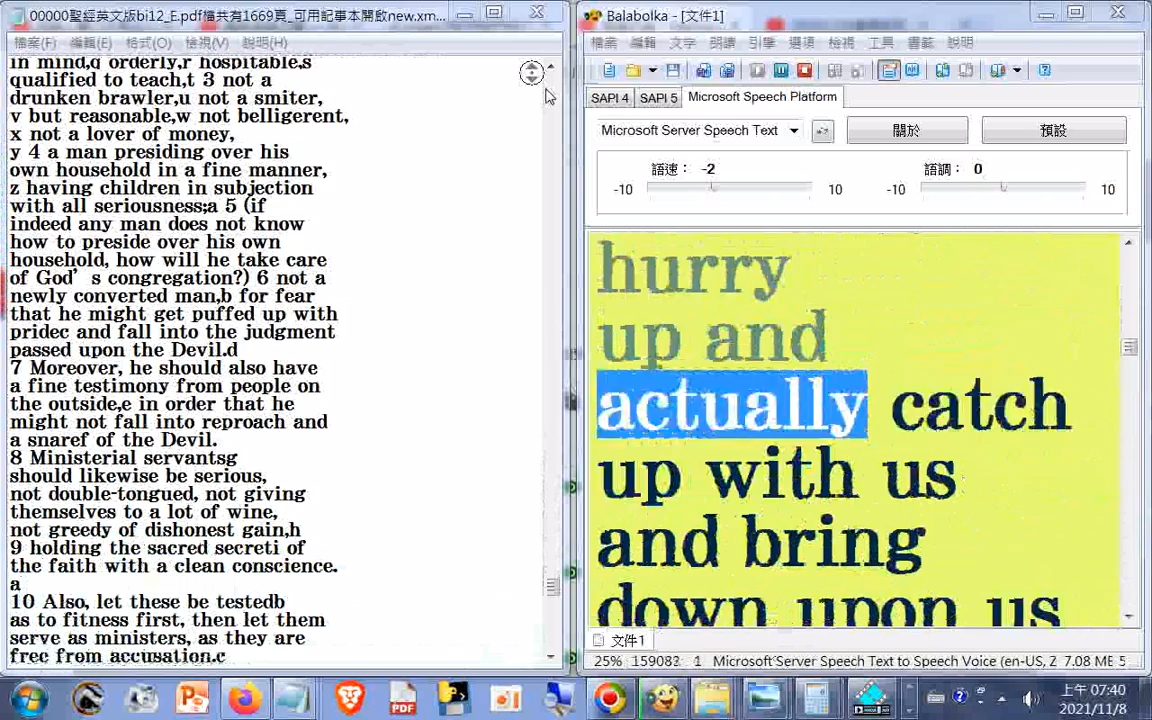 00000聖經英文版bi12_E.pdf檔共有1669頁_可用記事本開啟new.xm...
檔案(F) 編輯(E) 格式(O) 檢視(V) 說明(H)
in mind,q orderly,r hospitable,s
qualified to teach,t 3 not a
drunken brawler,u not a smiter,
v but reasonable,w not belligerent,
x not a lover of money,
y 4 a man presiding over his
own household in a fine manner,
z having children in subjection
with all seriousness;a 5 (if
indeed any man does not know
how to preside over his own
household, how will he take care
of God’s congregation?) 6 not a
newly converted man,b for fear
that he might get puffed up with
pridec and fall into the judgment
passed upon the Devil.d
7 Moreover, he should also have
a fine testimony from people on
the outside,e in order that he
might not fall into reproach and
a snaref of the Devil.
8 Ministerial servantsg
should likewise be serious,
not double-tongued, not giving
themselves to a lot of wine,
not greedy of dishonest gain,h
9 holding the sacred secreti of
the faith with a clean conscience.
a
10 Also, let these be testedb
as to fitness first, then let them
serve as ministers, as they are
free from accusation.c
Balabolka - [文件1]
檔案 編輯 文字 朗讀 引擎 選項 檢視 工具 書籤 說明
SAPI 4 SAPI 5 Microsoft Speech Platform
Microsoft Server Speech Text 關於 預設
語速： -2 語調： 0
-10 10 -10 10
hurry
up and
actually catch
up with us
and bring
down upon us
文件1
25% 159082 1 Microsoft Server Speech Text to Speech Voice (en-US, 2 7.08 MB 5
上午 07:40
2021/11/8